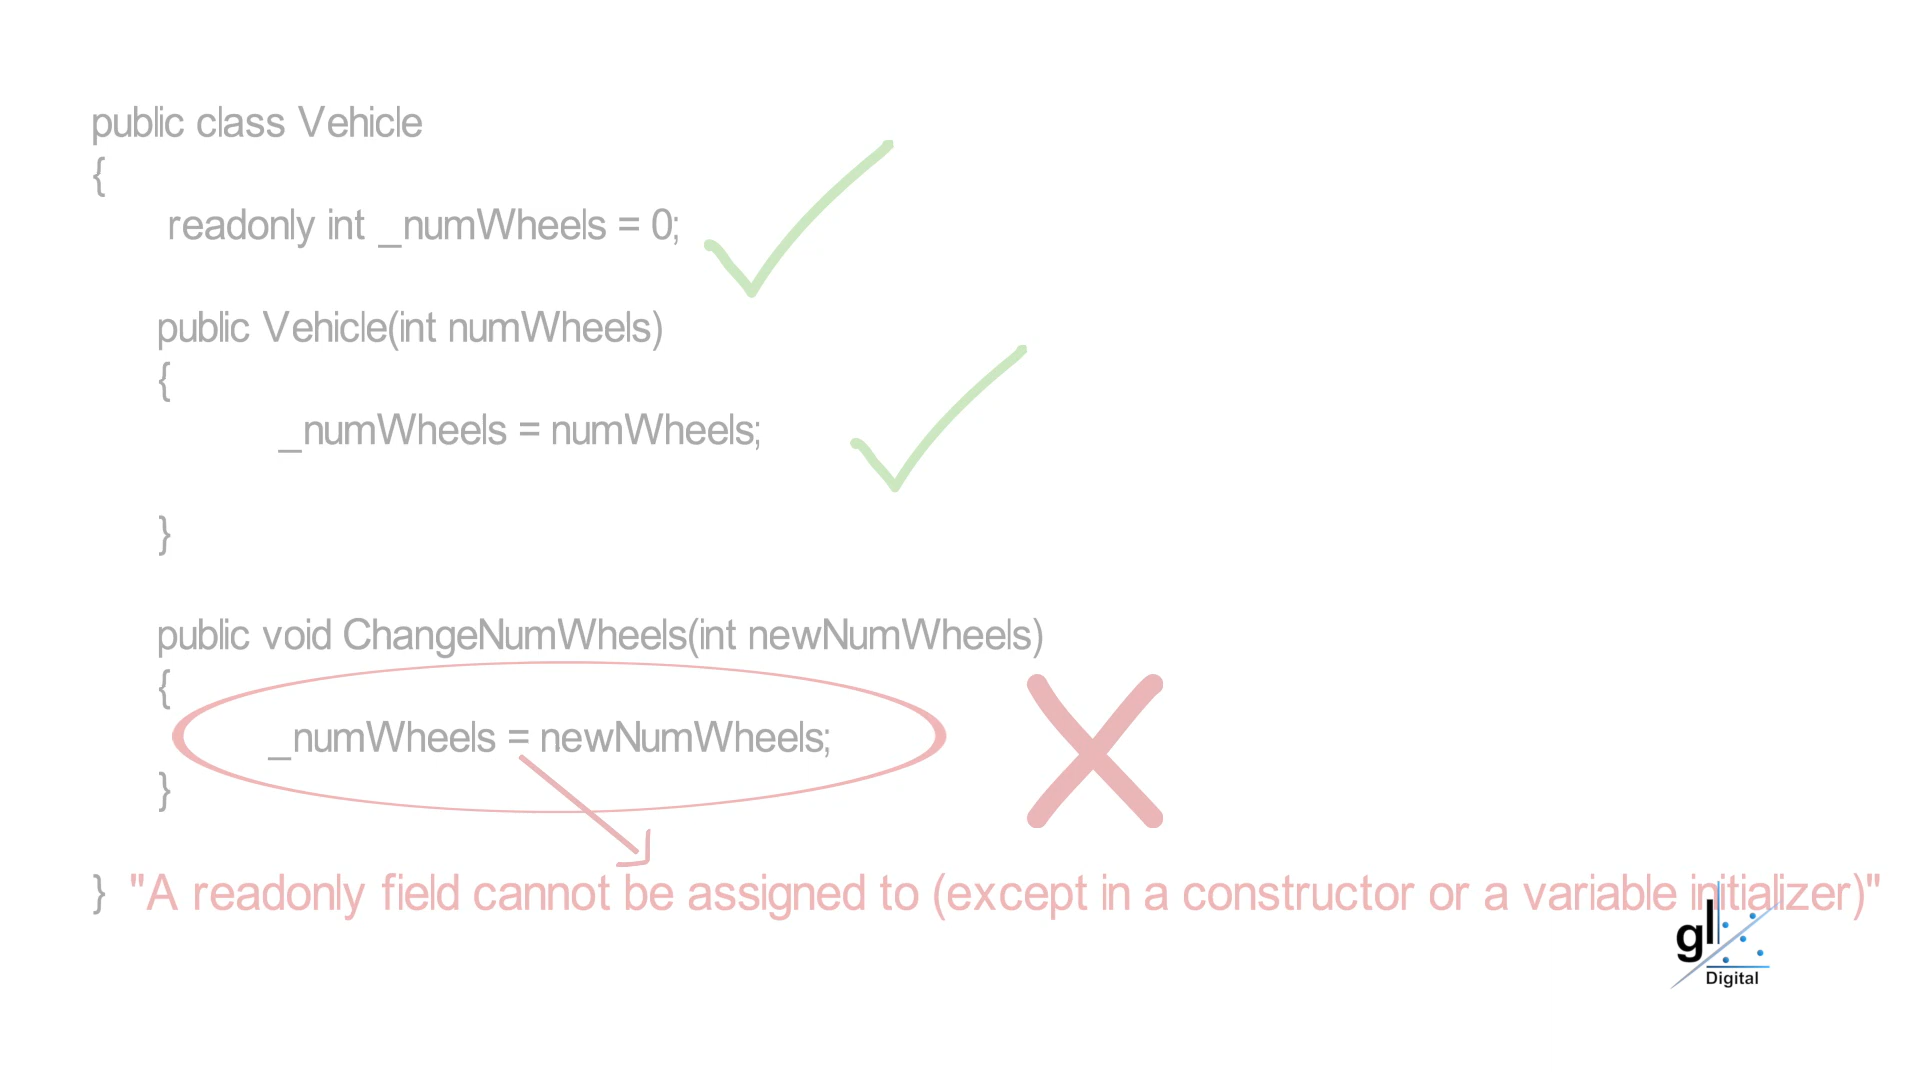 public class Vehicle
{
readonly int _numWheels = 0;
public Vehicle(int numWheels)
{
_numWheels = numWheels;
}
public void ChangeNumWheels(int newNumWheels)
{
_numWheels = newNumWheels;
}
} "A readonly field cannot be assigned to (except in a constructor or a variable initializer)"
gl
Digital